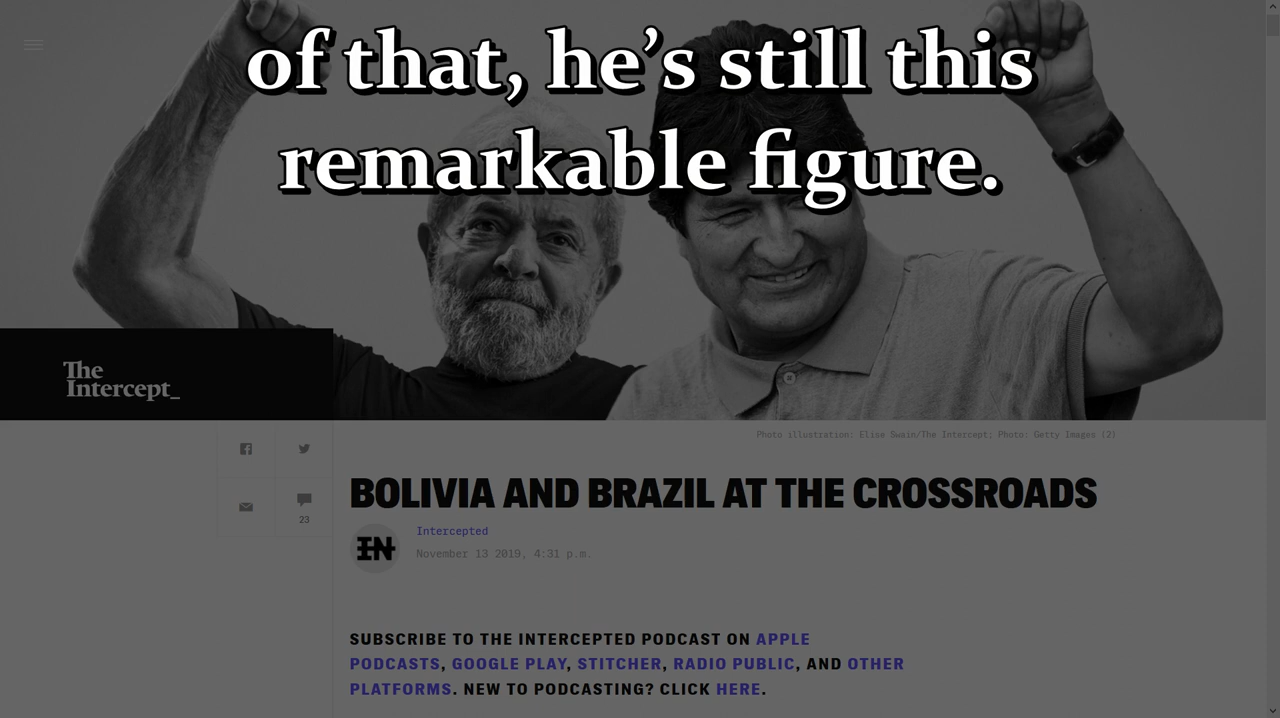 of that, he’s still this
remarkable figure.
The
Intercept_
Photo illustration: Elise Swain/The Intercept; Photo: Getty Images (2)
23
BOLIVIA AND BRAZIL AT THE CROSSROADS
IN
Intercepted
November 13 2019, 4:31 p.m.
SUBSCRIBE TO THE INTERCEPTED PODCAST ON APPLE
PODCASTS, GOOGLE PLAY, STITCHER, RADIO PUBLIC, AND OTHER
PLATFORMS. NEW TO PODCASTING? CLICK HERE.